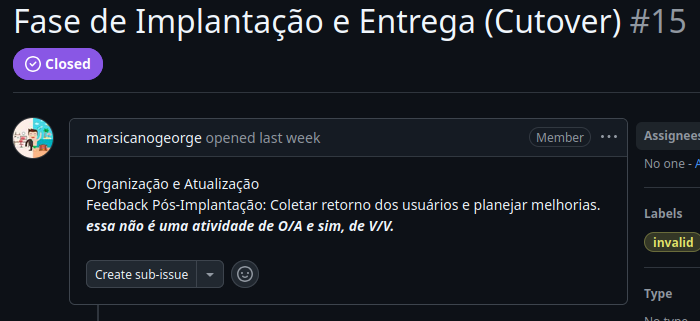 Fase de Implantação e Entrega (Cutover) #15
Closed
marsicanogeorge opened last week
Member
Organização e Atualização
Feedback Pós-Implantação: Coletar retorno dos usuários e planejar melhorias.
essa não é uma atividade de O/A e sim, de V/V.
Create sub-issue
Assignees
No one -
Labels
invalid
Type
No type